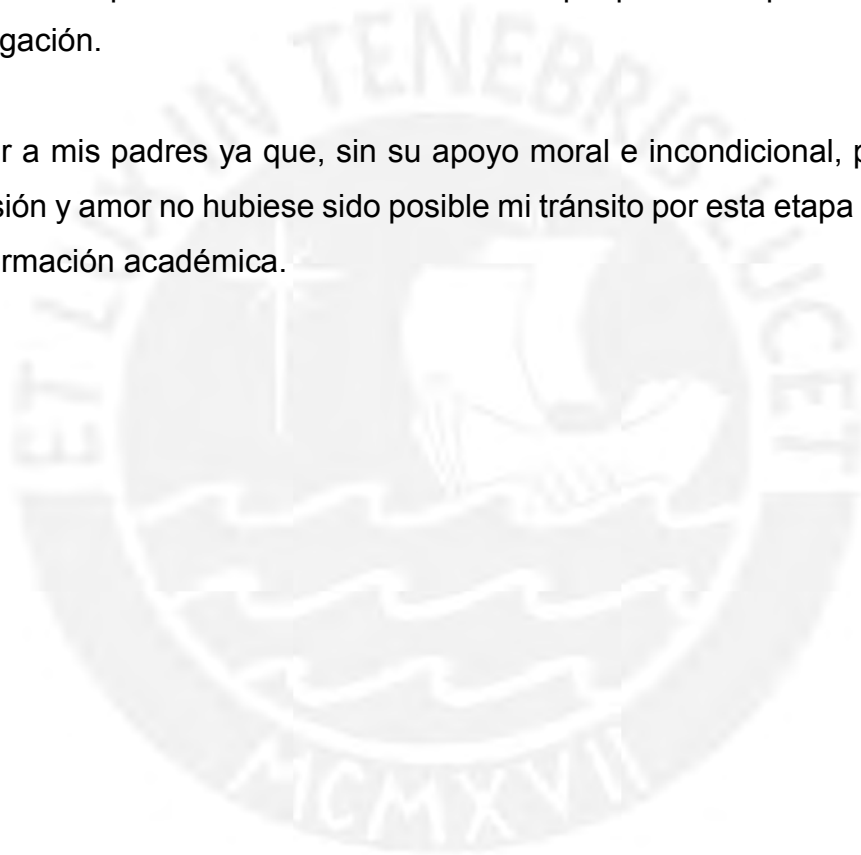 gación.
r a mis padres ya que, sin su apoyo moral e incondicional, p
sión y amor no hubiese sido posible mi tránsito por esta etapa
rmación académica.
ET LUX IN TENEBRIS LUCET
MCMXVII